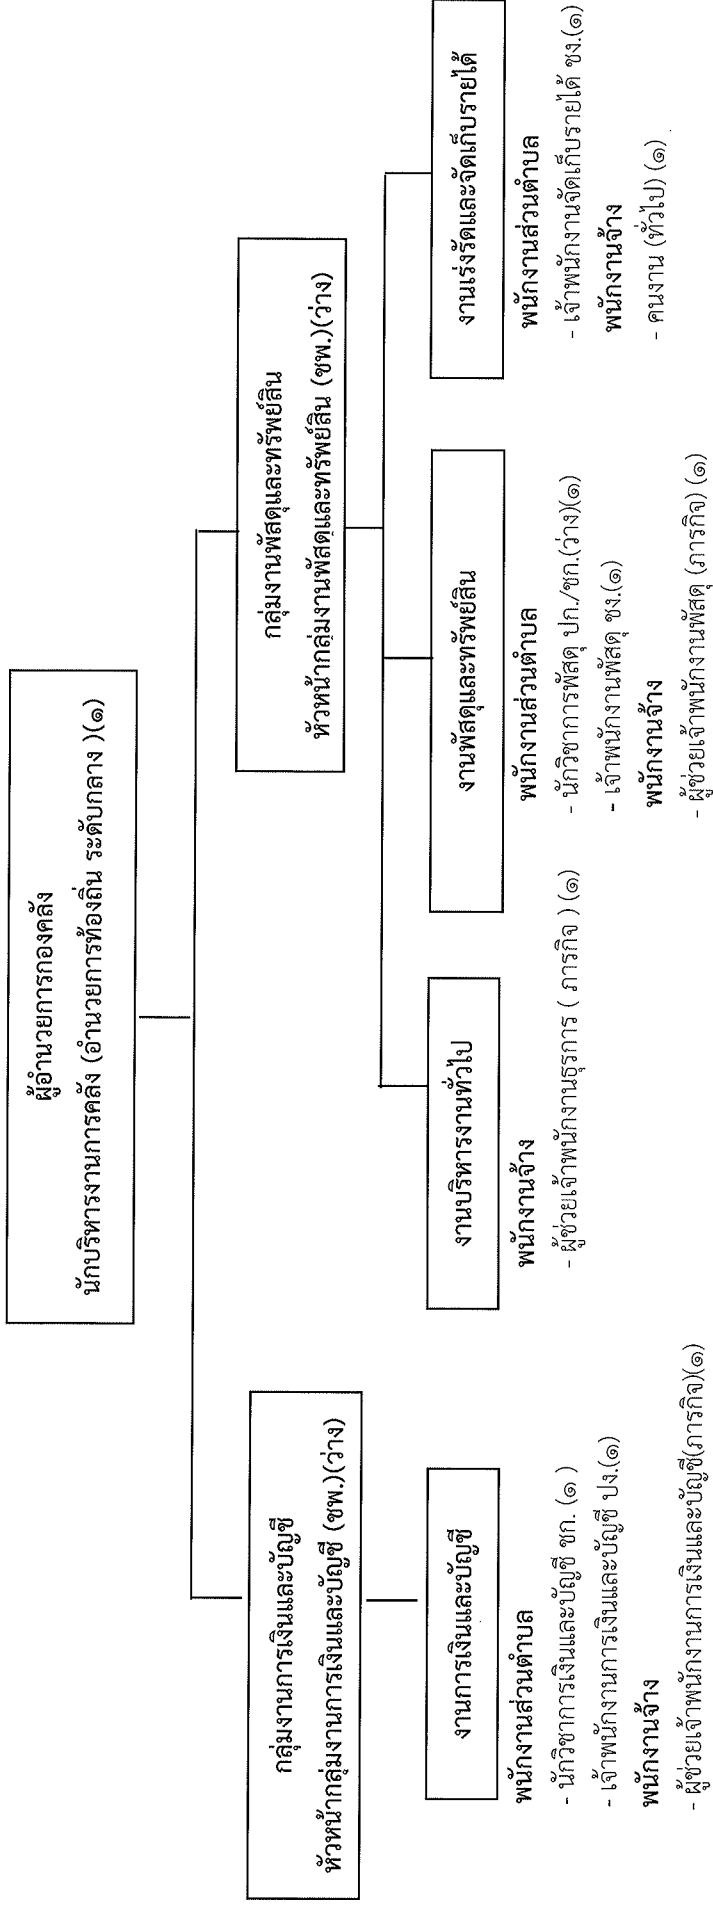 ผู้อำนวยการกองคลัง
นักบริหารงานการคลัง (อำนวยการท้องถิ่น ระดับกลาง )(๑)
กลุ่มงานการเงินและบัญชี
หัวหน้ากลุ่มงานการเงินและบัญชี (ชพ.)(ว่าง)
กลุ่มงานพัสดุและทรัพย์สิน
หัวหน้ากลุ่มงานพัสดุและทรัพย์สิน (ชพ.)(ว่าง)
งานการเงินและบัญชี
พนักงานส่วนตำบล
- นักวิชาการเงินและบัญชี ชก. (๑ )
- เจ้าพนักงานการเงินและบัญชี ปง.(๑)
พนักงานจ้าง
- ผู้ช่วยเจ้าพนักงานการเงินและบัญชี(ภารกิจ)(๑)
งานบริหารงานทั่วไป
พนักงานจ้าง
- ผู้ช่วยเจ้าพนักงานธุรการ ( ภารกิจ ) (๑)
งานพัสดุและทรัพย์สิน
พนักงานส่วนตำบล
- นักวิชาการพัสดุ ปก./ชก.(ว่าง)(๑)
- เจ้าพนักงานพัสดุ ชง.(๑)
พนักงานจ้าง
- ผู้ช่วยเจ้าพนักงานพัสดุ (ภารกิจ) (๑)
งานเร่งรัดและจัดเก็บรายได้
พนักงานส่วนตำบล
- เจ้าพนักงานจัดเก็บรายได้ ชง.(๑)
พนักงานจ้าง
- คนงาน (ทั่วไป) (๑)